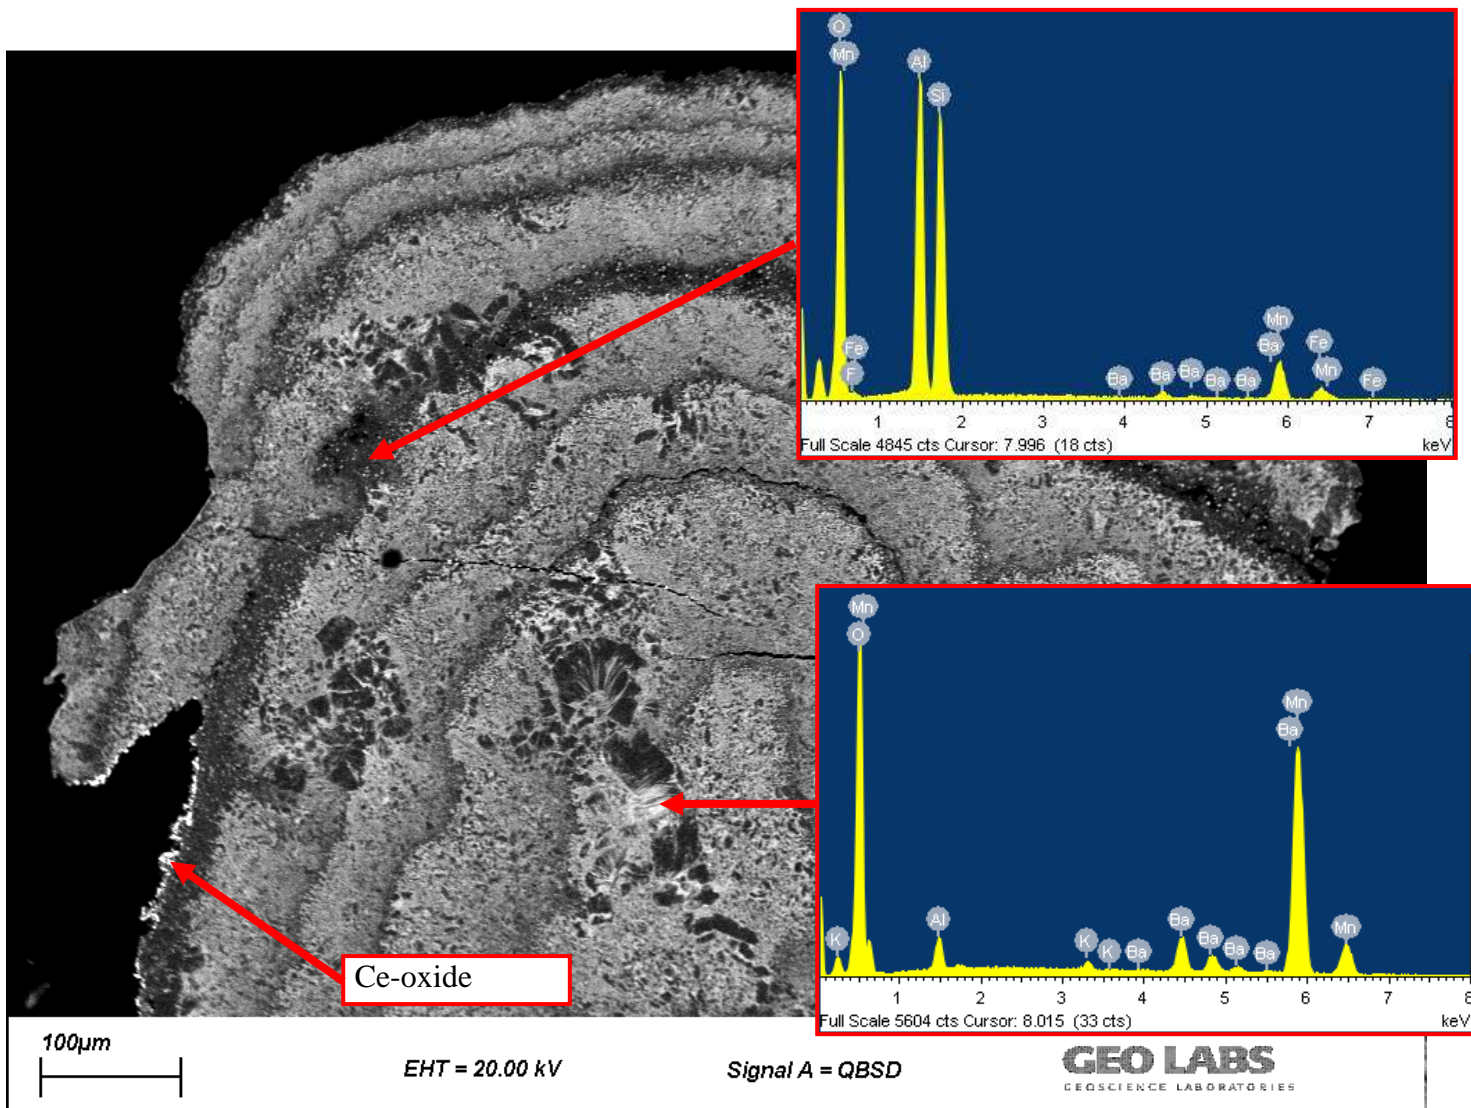 O
Mn
Al
Si
Fe
F
Ba
Ba
Ba
Ba
Ba
Ba
Mn
Fe
Mn
Fe
1 2 3 4 5 6 7 8
Full Scale 4845 cts Cursor: 7.996 (18 cts) keV
Mn
O
K
Al
K
K
Ba
Ba
Ba
Ba
Ba
Ba
Mn
Mn
1 2 3 4 5 6 7 8
Full Scale 5604 cts Cursor: 8.015 (33 cts) keV
Ce-oxide
100µm
EHT = 20.00 kV
Signal A = QBSD
GEO LABS
GEOSCIENCE LABORATORIES